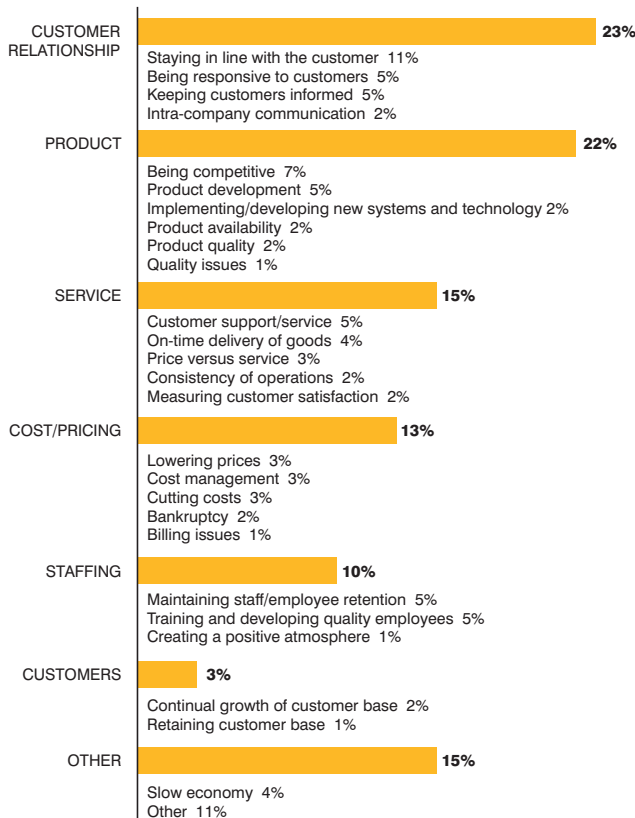 CUSTOMER
RELATIONSHIP
23%
Staying in line with the customer 11%
Being responsive to customers 5%
Keeping customers informed 5%
Intra-company communication 2%
PRODUCT
22%
Being competitive 7%
Product development 5%
Implementing/developing new systems and technology 2%
Product availability 2%
Product quality 2%
Quality issues 1%
SERVICE
15%
Customer support/service 5%
On-time delivery of goods 4%
Price versus service 3%
Consistency of operations 2%
Measuring customer satisfaction 2%
COST/PRICING
13%
Lowering prices 3%
Cost management 3%
Cutting costs 3%
Bankruptcy 2%
Billing issues 1%
STAFFING
10%
Maintaining staff/employee retention 5%
Training and developing quality employees 5%
Creating a positive atmosphere 1%
CUSTOMERS
3%
Continual growth of customer base 2%
Retaining customer base 1%
OTHER
15%
Slow economy 4%
Other 11%